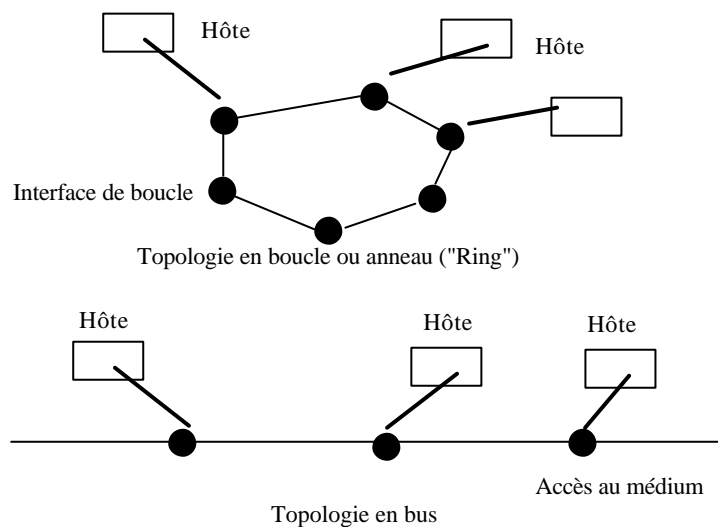 Hôte
Hôte
Interface de boucle
Topologie en boucle ou anneau ("Ring")
Hôte
Hôte
Hôte
Accès au médium
Topologie en bus